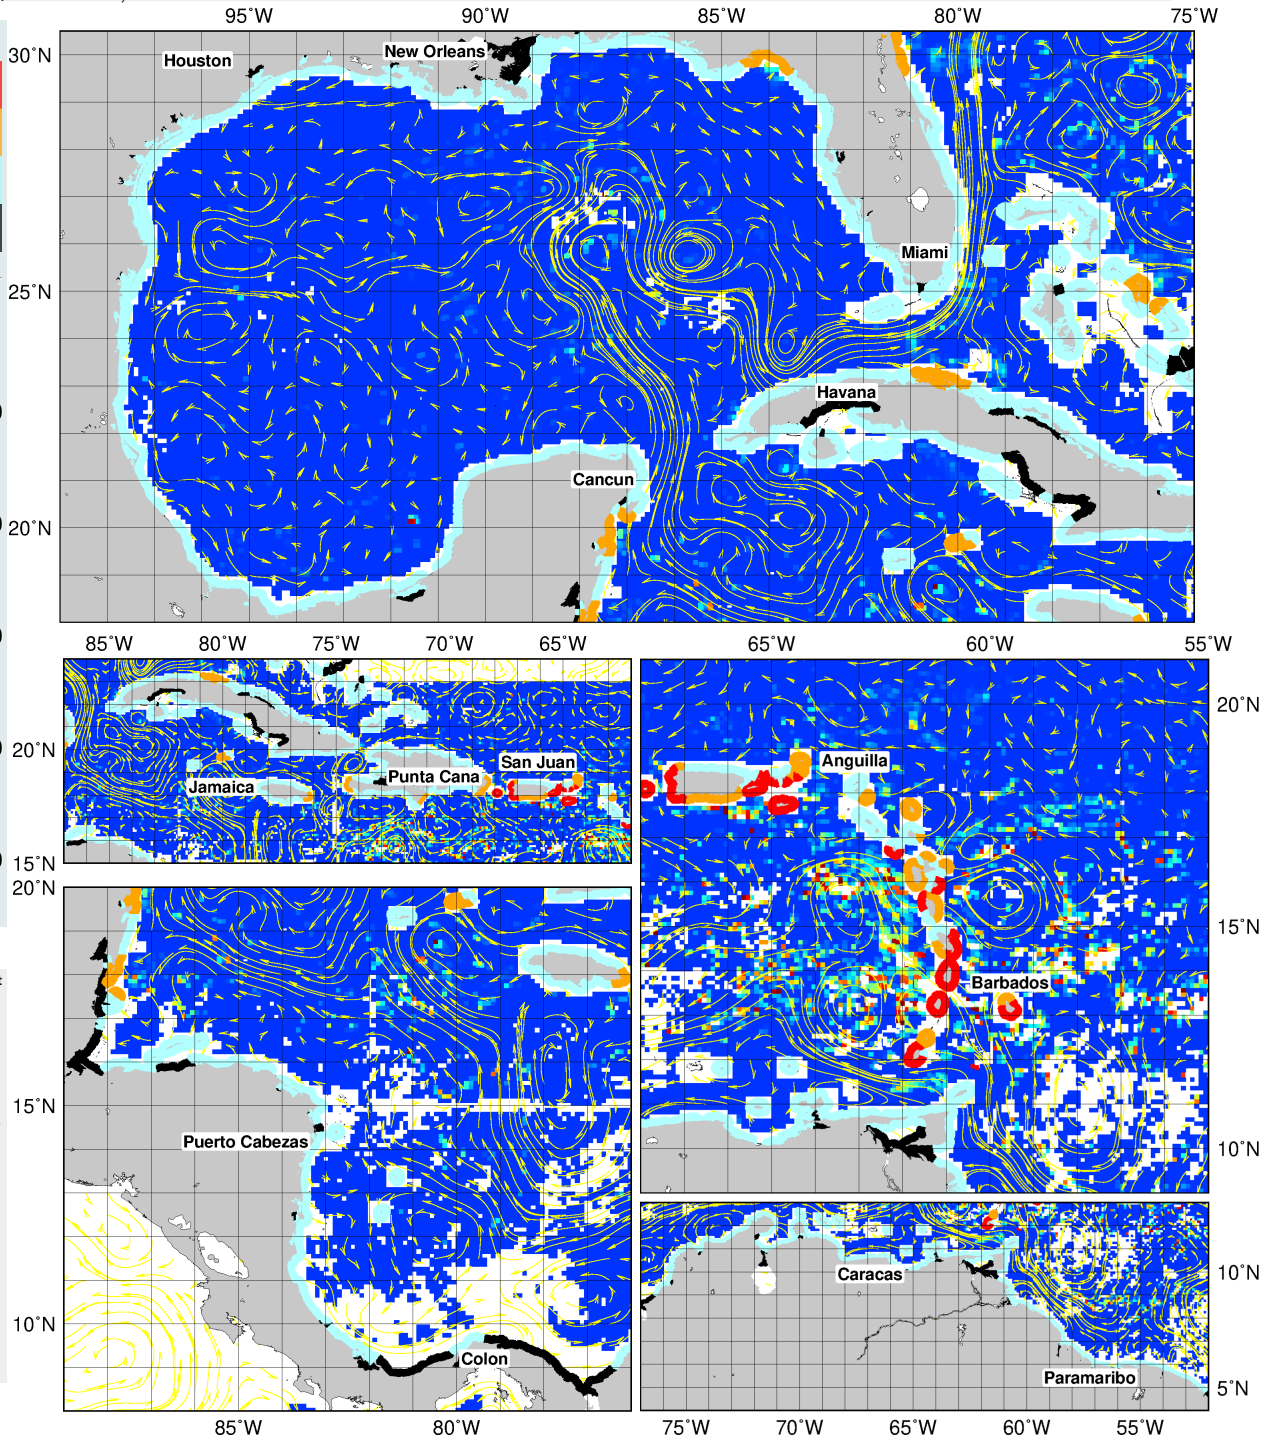 95°W 90°W 85°W 80°W 75°W
30°N
Houston
New Orleans
Miami
25°N
Havana
Cancun
20°N
85°W 80°W 75°W 70°W 65°W
65°W 60°W 55°W
20°N
20°N
San Juan
Punta Cana
Jamaica
Anguilla
15°N
20°N
15°N
Barbados
15°N
Puerto Cabezas
10°N
Caracas
10°N
10°N
Colon
Paramaribo
5°N
85°W 80°W
75°W 70°W 65°W 60°W 55°W